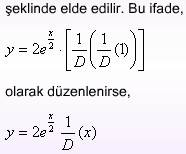 şeklinde elde edilir. Bu ifade,
y = 2e^{x/2} · [1/D (1/D (1))]
olarak düzenlenirse,
y = 2e^{x/2} 1/D (x)